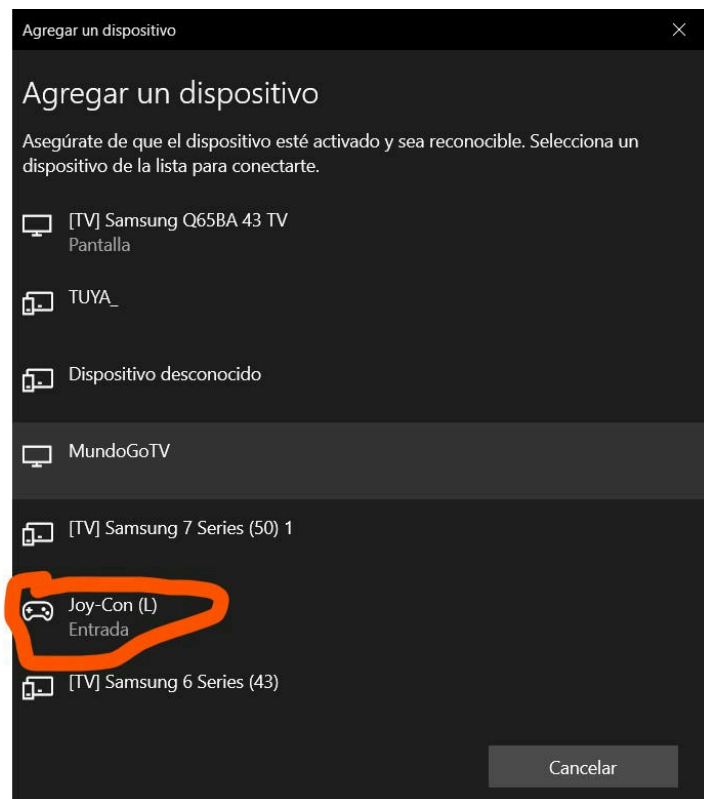 Agregar un dispositivo
Agregar un dispositivo
Asegúrate de que el dispositivo esté activado y sea reconocible. Selecciona un
dispositivo de la lista para conectarte.
[TV] Samsung Q65BA 43 TV
Pantalla
TUYA_
Dispositivo desconocido
MundoGoTV
[TV] Samsung 7 Series (50) 1
Joy-Con (L)
Entrada
[TV] Samsung 6 Series (43)
Cancelar